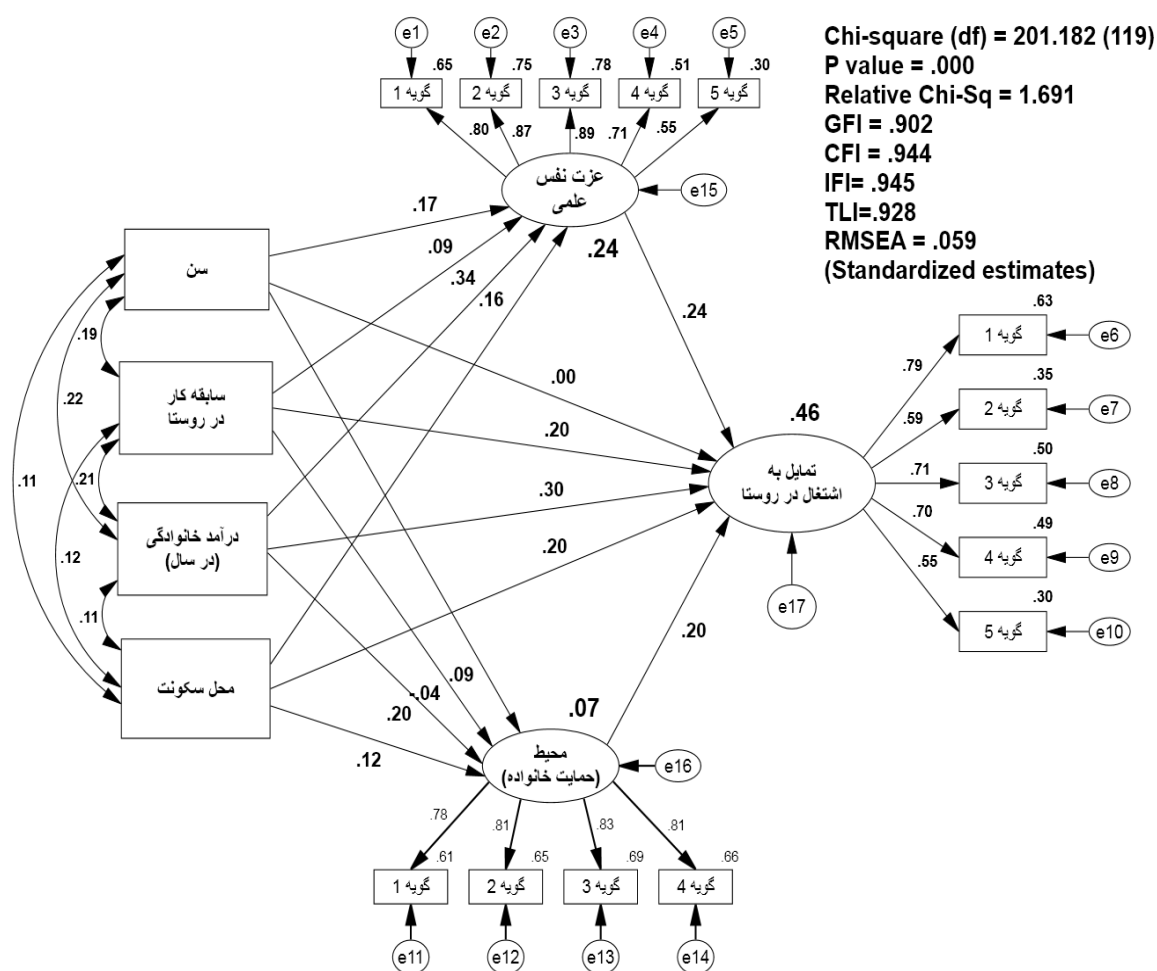 e1
e2
e3
e4
e5
.65
.75
.78
.51
.30
گویه 1
گویه 2
گویه 3
گویه 4
گویه 5
.80
.87
.89
.71
.55
عزت نفس
علمی
e15
.24
Chi-square (df) = 201.182 (119)
P value = .000
Relative Chi-Sq = 1.691
GFI = .902
CFI = .944
IFI= .945
TLI=.928
RMSEA = .059
(Standardized estimates)
.17
.09
.34
.16
سن
سابقه کار
در روستا
درآمد خانوادگی
(در سال)
محل سکونت
.19
.22
.11
.21
.12
.11
.24
.00
.20
.30
.20
.20
.46
تمایل به
اشتغال در روستا
e17
.79
.59
.71
.70
.55
.63
گویه 1
e6
.35
گویه 2
e7
.50
گویه 3
e8
.49
گویه 4
e9
.30
گویه 5
e10
.09
-.04
.20
.12
.07
محیط
(حمایت خانواده)
e16
.78
.81
.83
.81
.61
.65
.69
.66
گویه 1
گویه 2
گویه 3
گویه 4
e11
e12
e13
e14